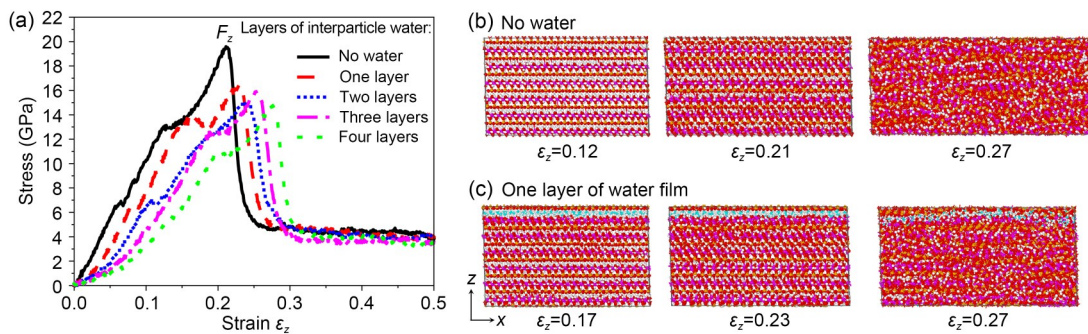 (a)
Layers of interparticle water:
F_z
No water
One layer
Two layers
Three layers
Four layers
Stress (GPa)
22
20
18
16
14
12
10
8
6
4
2
0
0.0 0.1 0.2 0.3 0.4 0.5
Strain ε_z
(b) No water
ε_z=0.12 ε_z=0.21 ε_z=0.27
(c) One layer of water film
z
x
ε_z=0.17 ε_z=0.23 ε_z=0.27